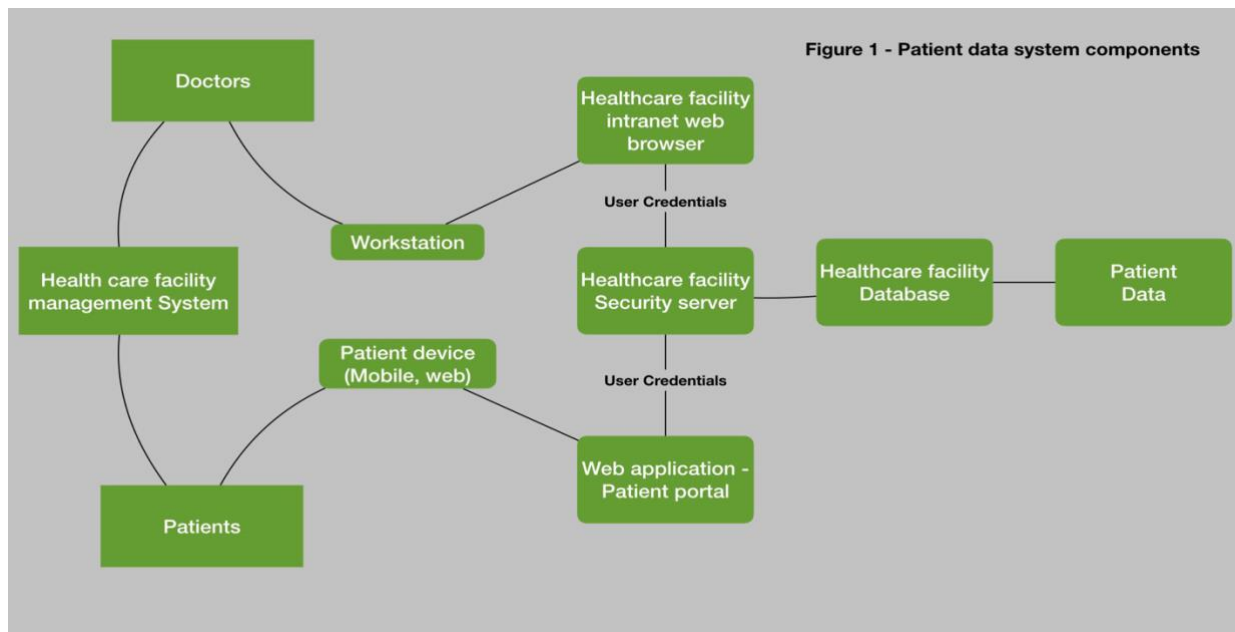 Figure 1 - Patient data system components
Doctors
Healthcare facility
intranet web
browser
User Credentials
Workstation
Health care facility
management System
Healthcare facility
Security server
Healthcare facility
Database
Patient
Data
Patient device
(Mobile, web)
User Credentials
Web application -
Patient portal
Patients